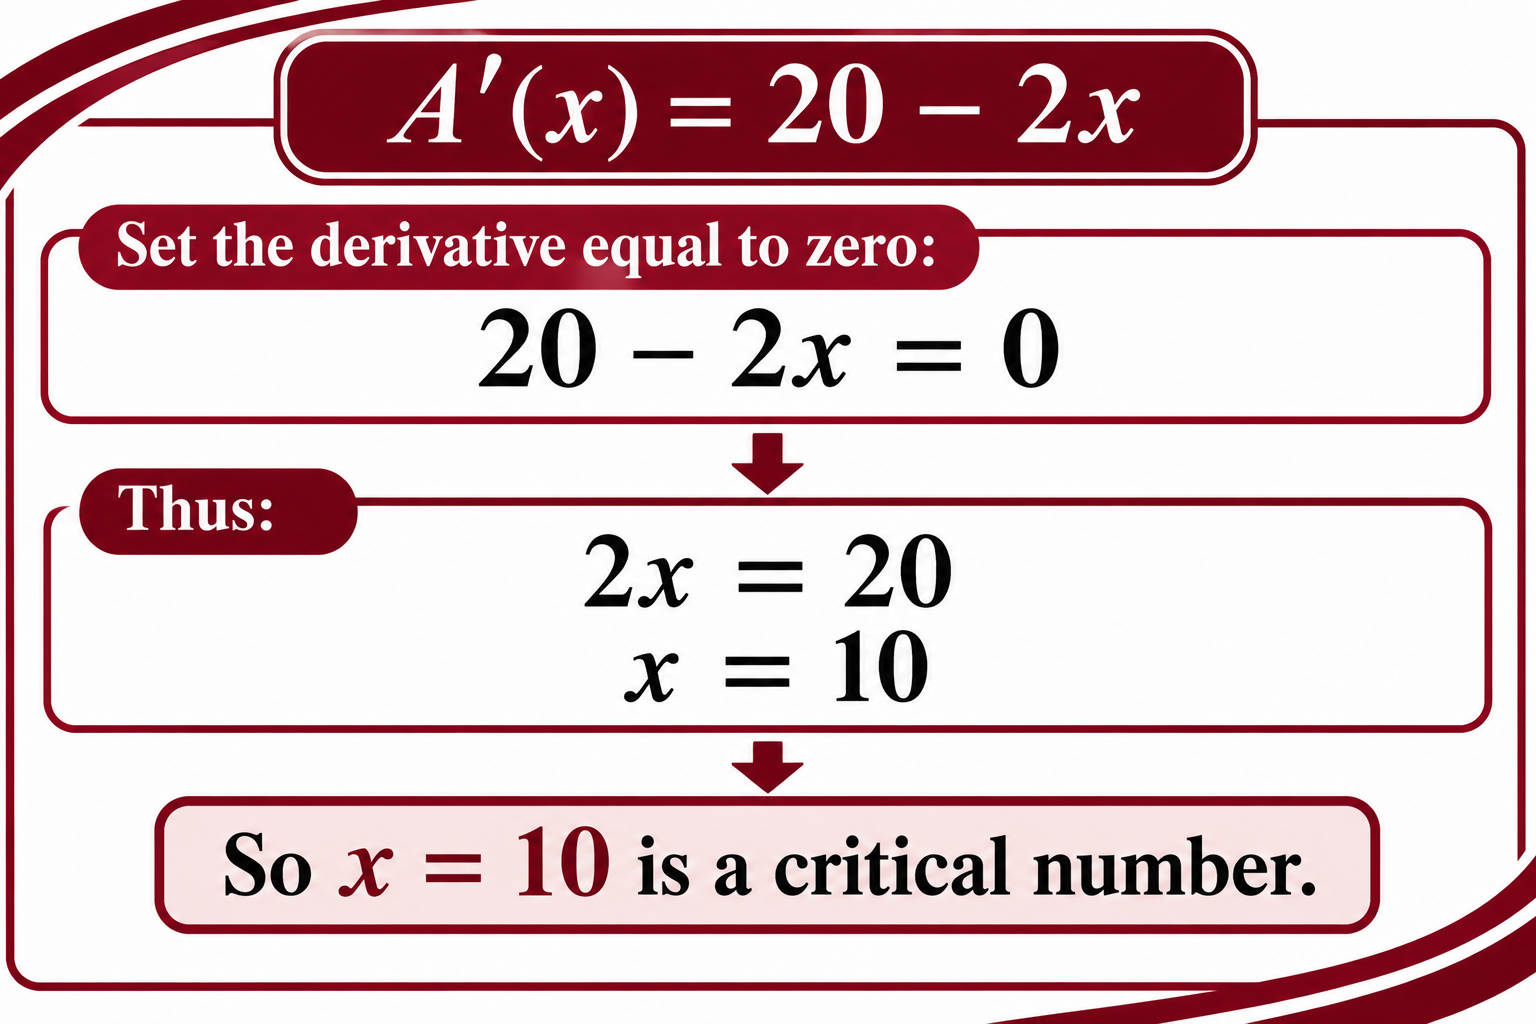 A′(x) = 20 − 2x
Set the derivative equal to zero:
20 − 2x = 0
Thus:
2x = 20
x = 10
So x = 10 is a critical number.